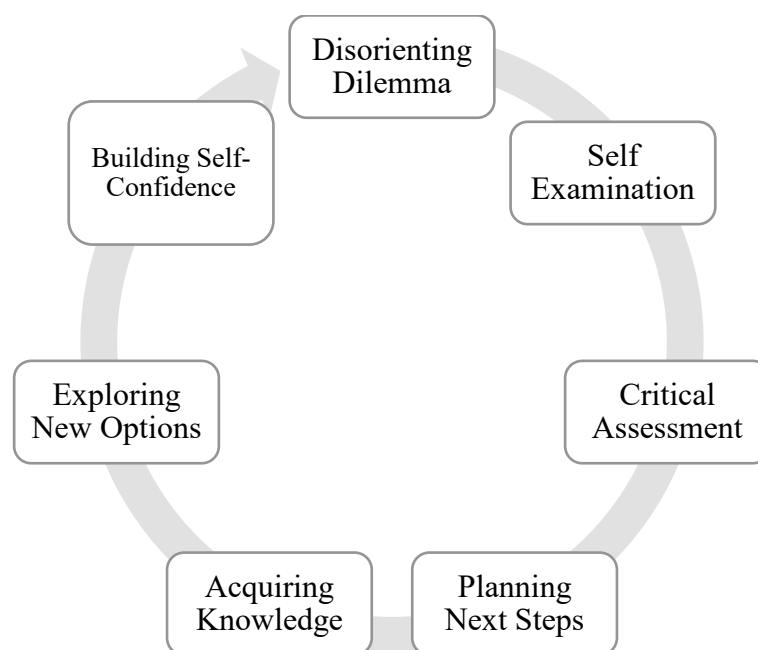 Disorienting
Dilemma
Self
Examination
Critical
Assessment
Planning
Next Steps
Acquiring
Knowledge
Exploring
New Options
Building Self-
Confidence